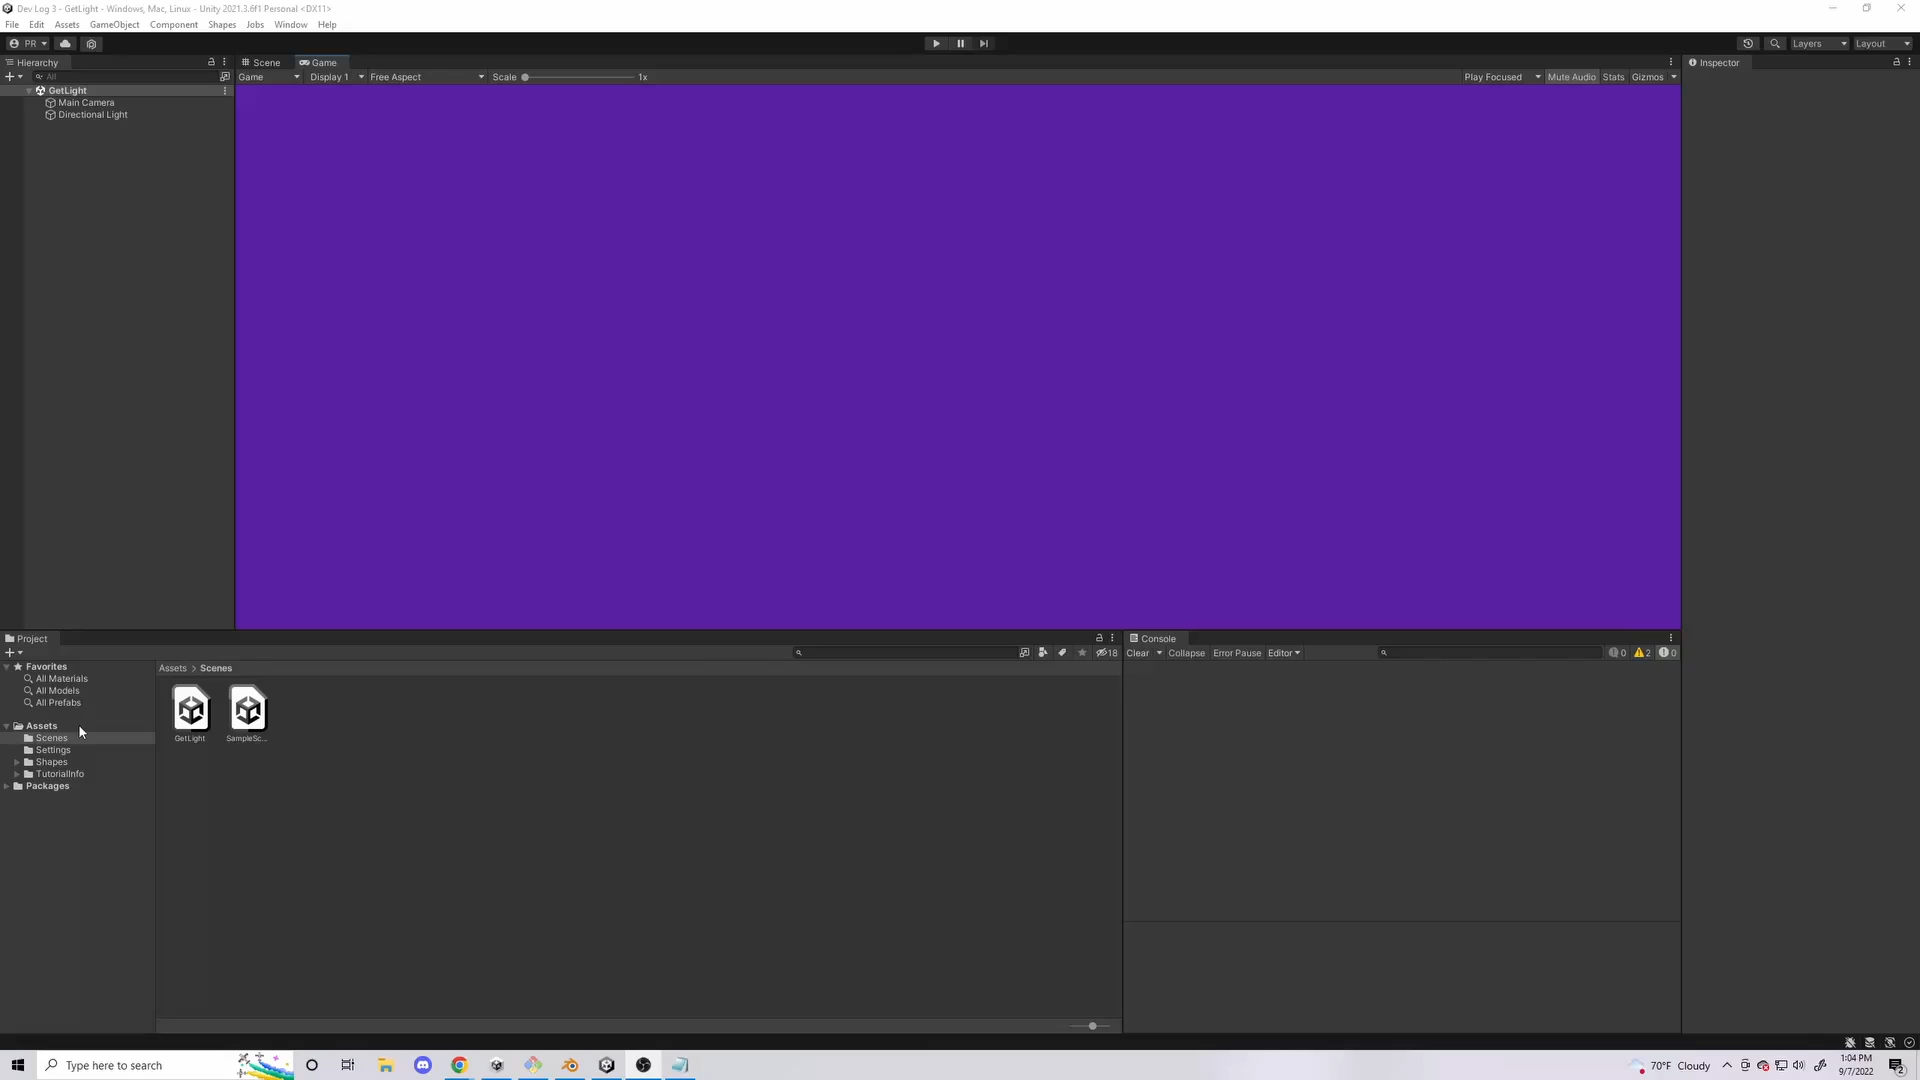 Dev Log 3 - GetLight - Windows, Mac, Linux - Unity 2021.3.6f1 Personal <DX11>
File Edit Assets GameObject Component Shapes Jobs Window Help
PR Layers Layout
Hierarchy Scene Game Inspector
All Game Display 1 Free Aspect Scale 1x Play Focused Mute Audio Stats Gizmos
GetLight
Main Camera
Directional Light
Project Console
18 Clear Collapse Error Pause Editor 0 2 0
Favorites
All Materials
All Models
All Prefabs
Assets
Scenes
Settings
Shapes
TutorialInfo
Packages
Assets > Scenes
GetLight SampleSc...
Type here to search 70°F Cloudy 1:04 PM
9/7/2022
2